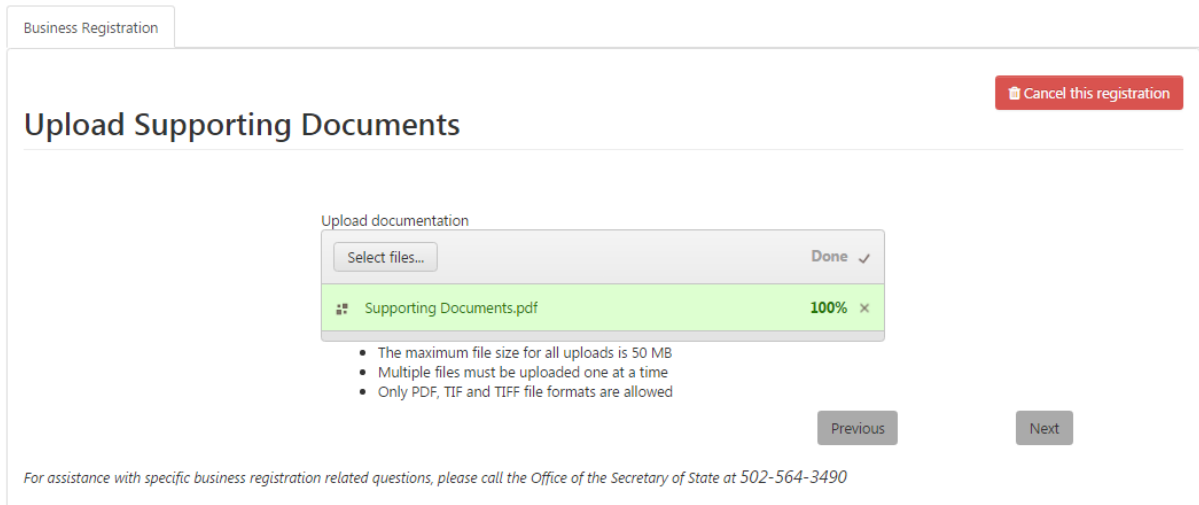 Business Registration
Cancel this registration
Upload Supporting Documents
Upload documentation
Select files...
Done
Supporting Documents.pdf
100%
The maximum file size for all uploads is 50 MB
Multiple files must be uploaded one at a time
Only PDF, TIF and TIFF file formats are allowed
Previous
Next
For assistance with specific business registration related questions, please call the Office of the Secretary of State at 502-564-3490